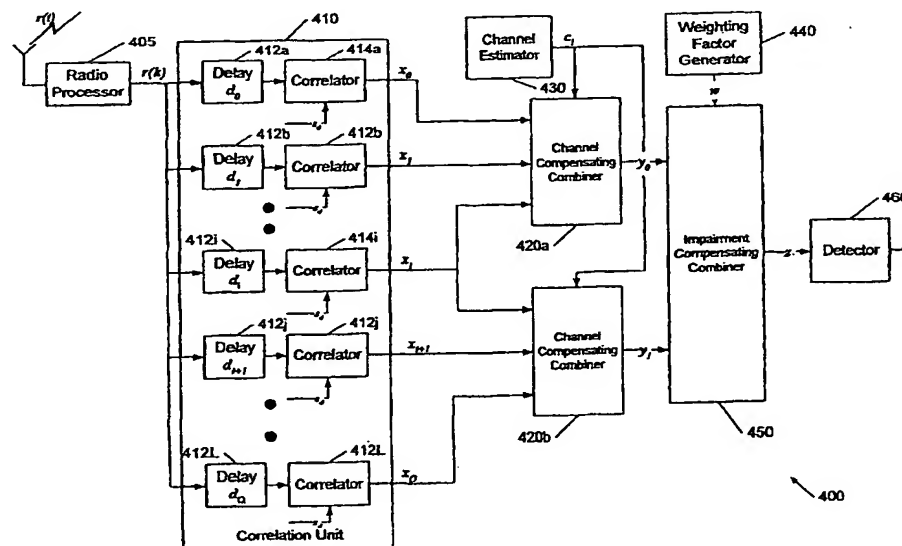 r(t)
405
Radio
Processor
r(k)
410
412a
Delay
d0
414a
Correlator
x0
412b
Delay
412b
Correlator
x1
412i
Delay
di
414i
Correlator
xi
412j
Delay
di+1
412j
Correlator
xi+1
412L
Delay
dQ
412L
Correlator
xQ
Correlation Unit
Channel
Estimator
430
Channel
Compensating
Combiner
y0
420a
Channel
Compensating
Combiner
y1
420b
Weighting
Factor
Generator
440
w
Impairment
Compensating
Combiner
450
z
460
Detector
400